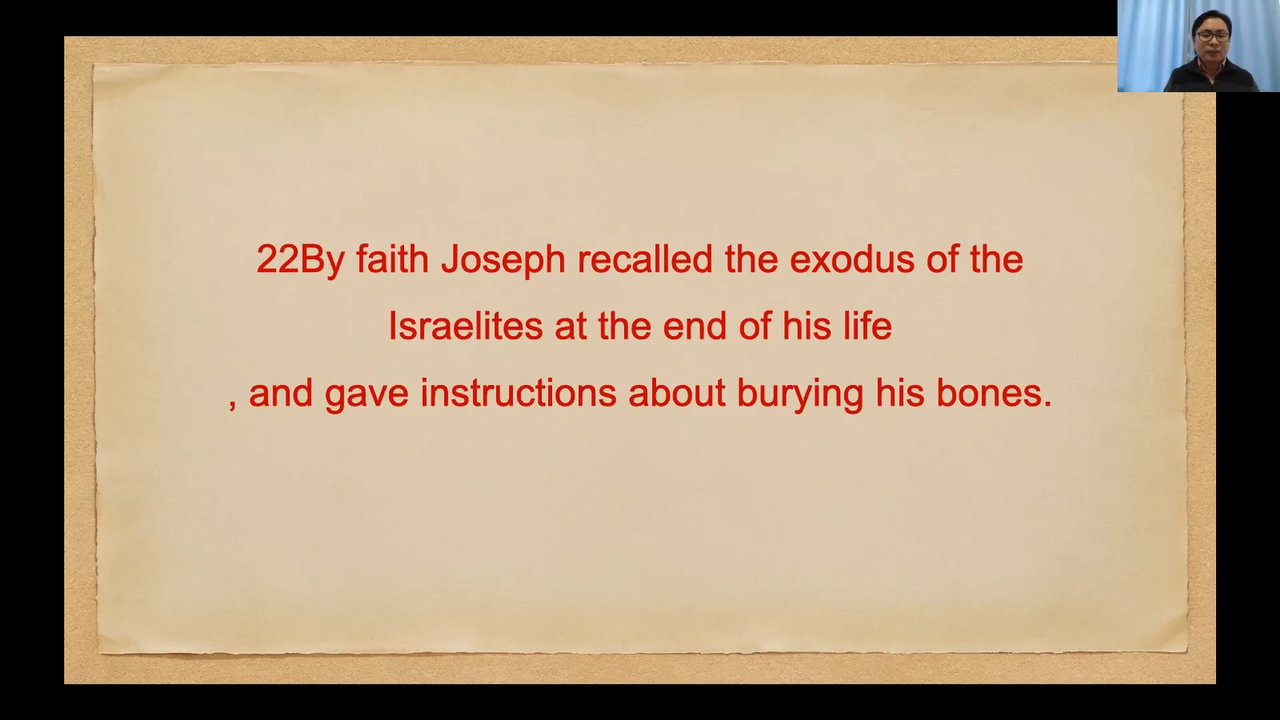 22By faith Joseph recalled the exodus of the
Israelites at the end of his life
, and gave instructions about burying his bones.